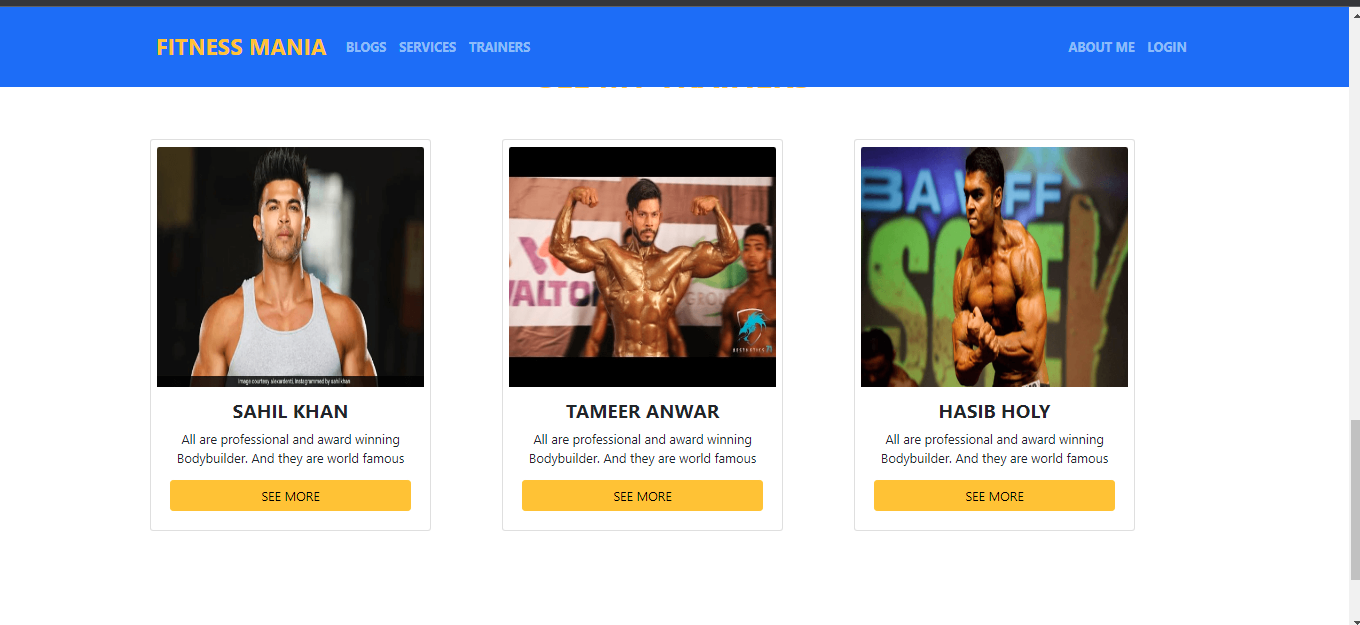 FITNESS MANIA BLOGS SERVICES TRAINERS ABOUT ME LOGIN
BAWFF
WALTON
GROU
Image courtesy alexanderritI, Instagrammed by sahil khan
AESTHETICS
SAHIL KHAN
All are professional and award winning
Bodybuilder. And they are world famous
SEE MORE
TAMEER ANWAR
All are professional and award winning
Bodybuilder. And they are world famous
SEE MORE
HASIB HOLY
All are professional and award winning
Bodybuilder. And they are world famous
SEE MORE